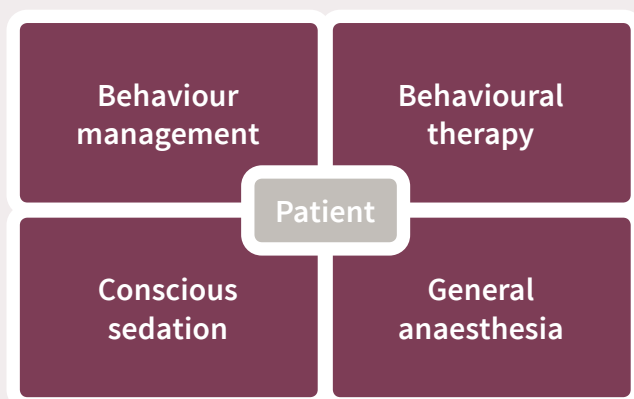 Behaviour
management
Behavioural
therapy
Patient
Conscious
sedation
General
anaesthesia